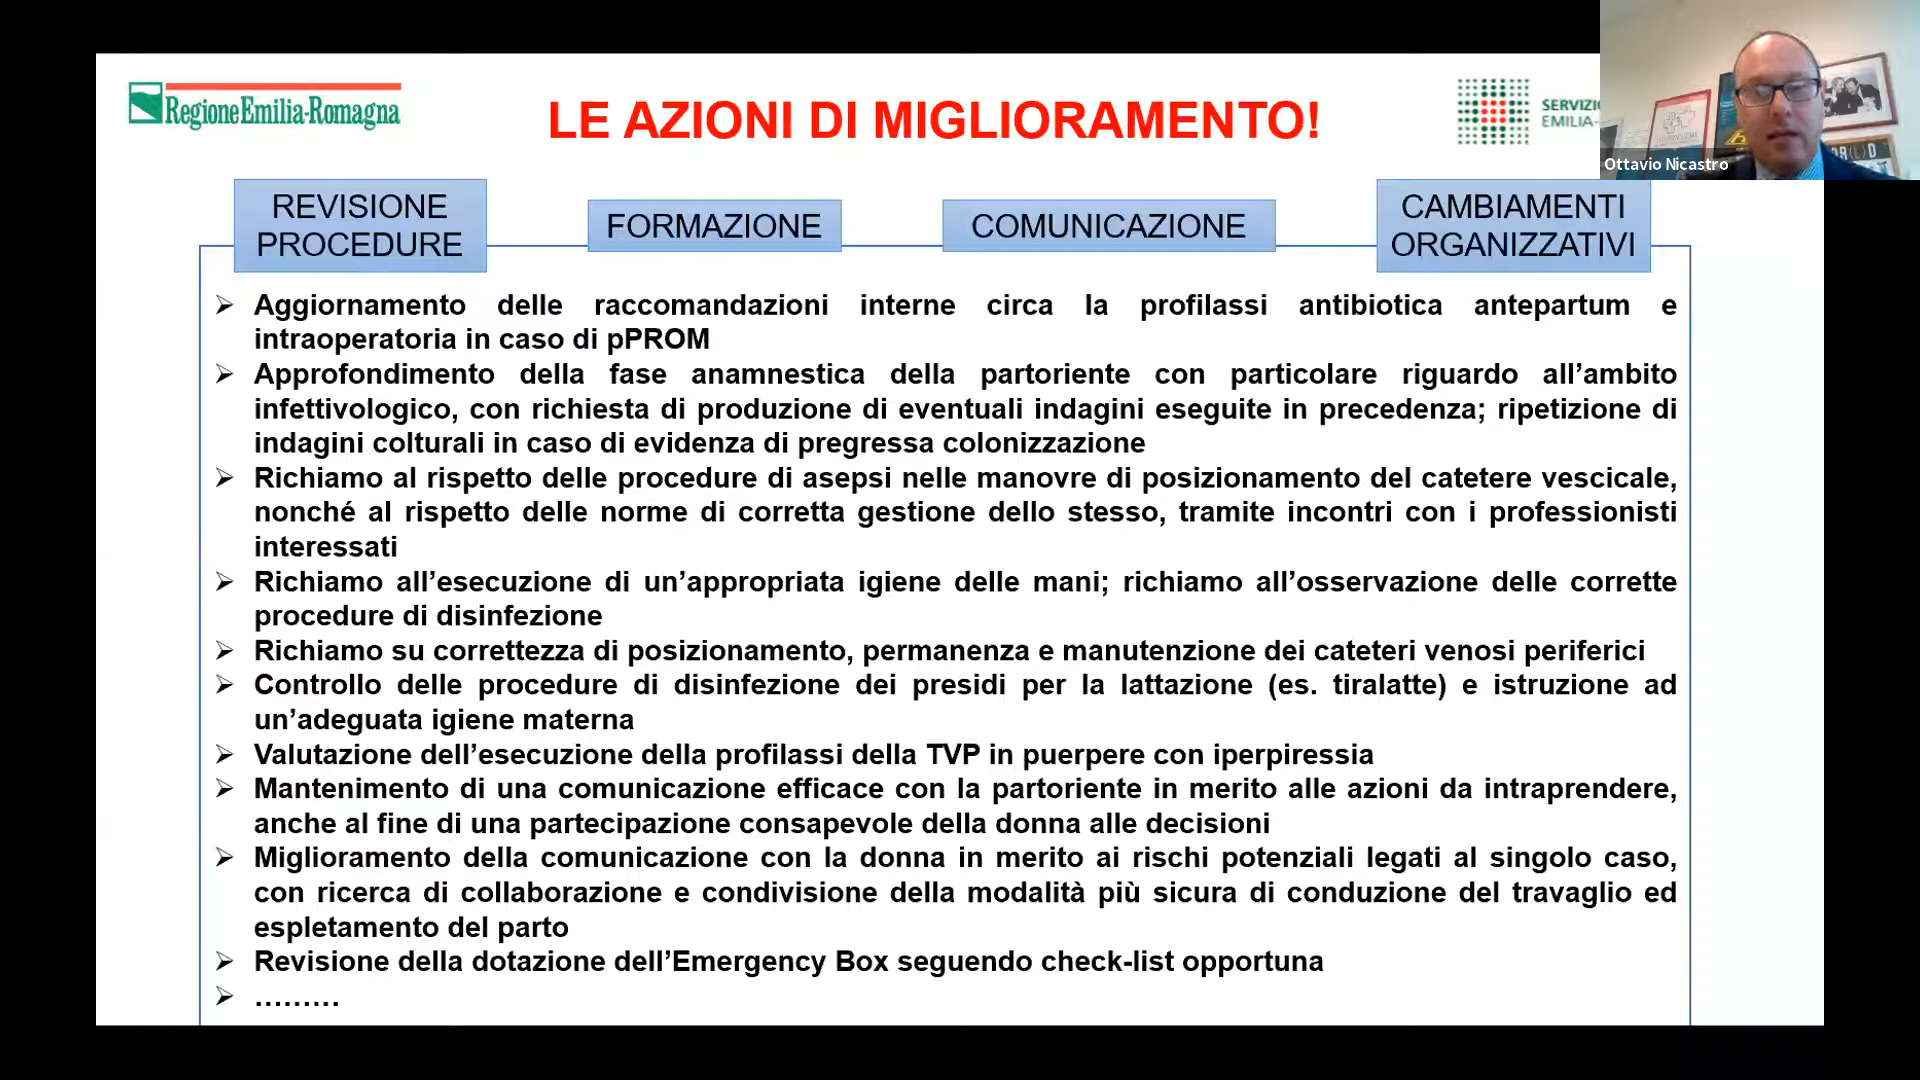 RegioneEmilia-Romagna
LE AZIONI DI MIGLIORAMENTO!
EMILIA-
Ottavio Nicastro
REVISIONE
PROCEDURE
FORMAZIONE
COMUNICAZIONE
CAMBIAMENTI
ORGANIZZATIVI
➢ Aggiornamento delle raccomandazioni interne circa la profilassi antibiotica antepartum e
intraoperatoria in caso di pPROM
➢ Approfondimento della fase anamnestica della partoriente con particolare riguardo all’ambito
infettivologico, con richiesta di produzione di eventuali indagini eseguite in precedenza; ripetizione di
indagini colturali in caso di evidenza di pregressa colonizzazione
➢ Richiamo al rispetto delle procedure di asepsi nelle manovre di posizionamento del catetere vescicale,
nonché al rispetto delle norme di corretta gestione dello stesso, tramite incontri con i professionisti
interessati
➢ Richiamo all’esecuzione di un’appropriata igiene delle mani; richiamo all’osservazione delle corrette
procedure di disinfezione
➢ Richiamo su correttezza di posizionamento, permanenza e manutenzione dei cateteri venosi periferici
➢ Controllo delle procedure di disinfezione dei presidi per la lattazione (es. tiralatte) e istruzione ad
un’adeguata igiene materna
➢ Valutazione dell’esecuzione della profilassi della TVP in puerpere con iperpiressia
➢ Mantenimento di una comunicazione efficace con la partoriente in merito alle azioni da intraprendere,
anche al fine di una partecipazione consapevole della donna alle decisioni
➢ Miglioramento della comunicazione con la donna in merito ai rischi potenziali legati al singolo caso,
con ricerca di collaborazione e condivisione della modalità più sicura di conduzione del travaglio ed
espletamento del parto
➢ Revisione della dotazione dell’Emergency Box seguendo check-list opportuna
➢ ………